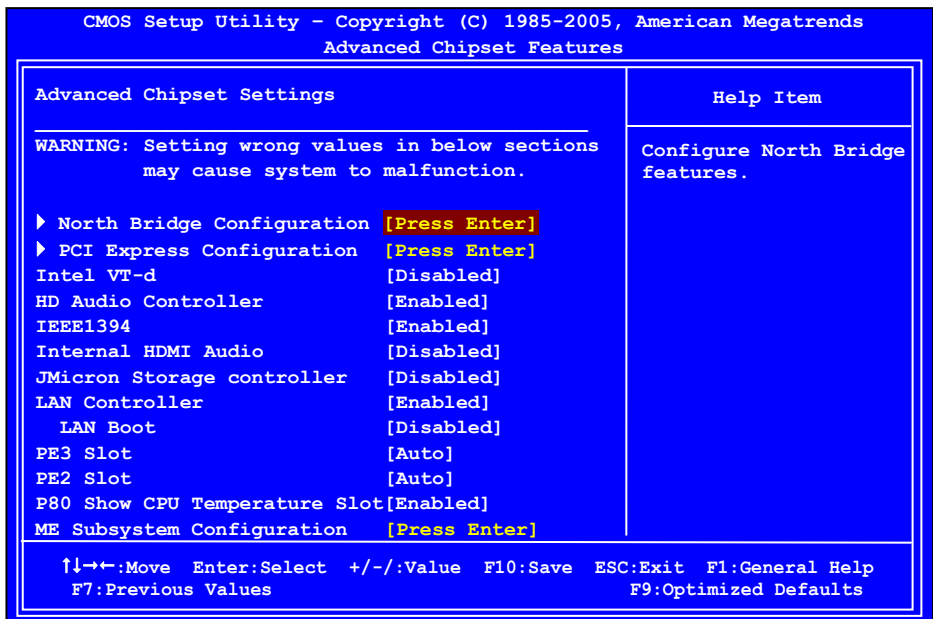 CMOS Setup Utility – Copyright (C) 1985-2005, American Megatrends
Advanced Chipset Features
Advanced Chipset Settings
Help Item
WARNING: Setting wrong values in below sections
may cause system to malfunction.
Configure North Bridge
features.
North Bridge Configuration [Press Enter]
PCI Express Configuration [Press Enter]
Intel VT-d [Disabled]
HD Audio Controller [Enabled]
IEEE1394 [Enabled]
Internal HDMI Audio [Disabled]
JMicron Storage controller [Disabled]
LAN Controller [Enabled]
LAN Boot [Disabled]
PE3 Slot [Auto]
PE2 Slot [Auto]
P80 Show CPU Temperature Slot[Enabled]
ME Subsystem Configuration [Press Enter]
↑↓→←:Move Enter:Select +/-/:Value F10:Save ESC:Exit F1:General Help
F7:Previous Values F9:Optimized Defaults